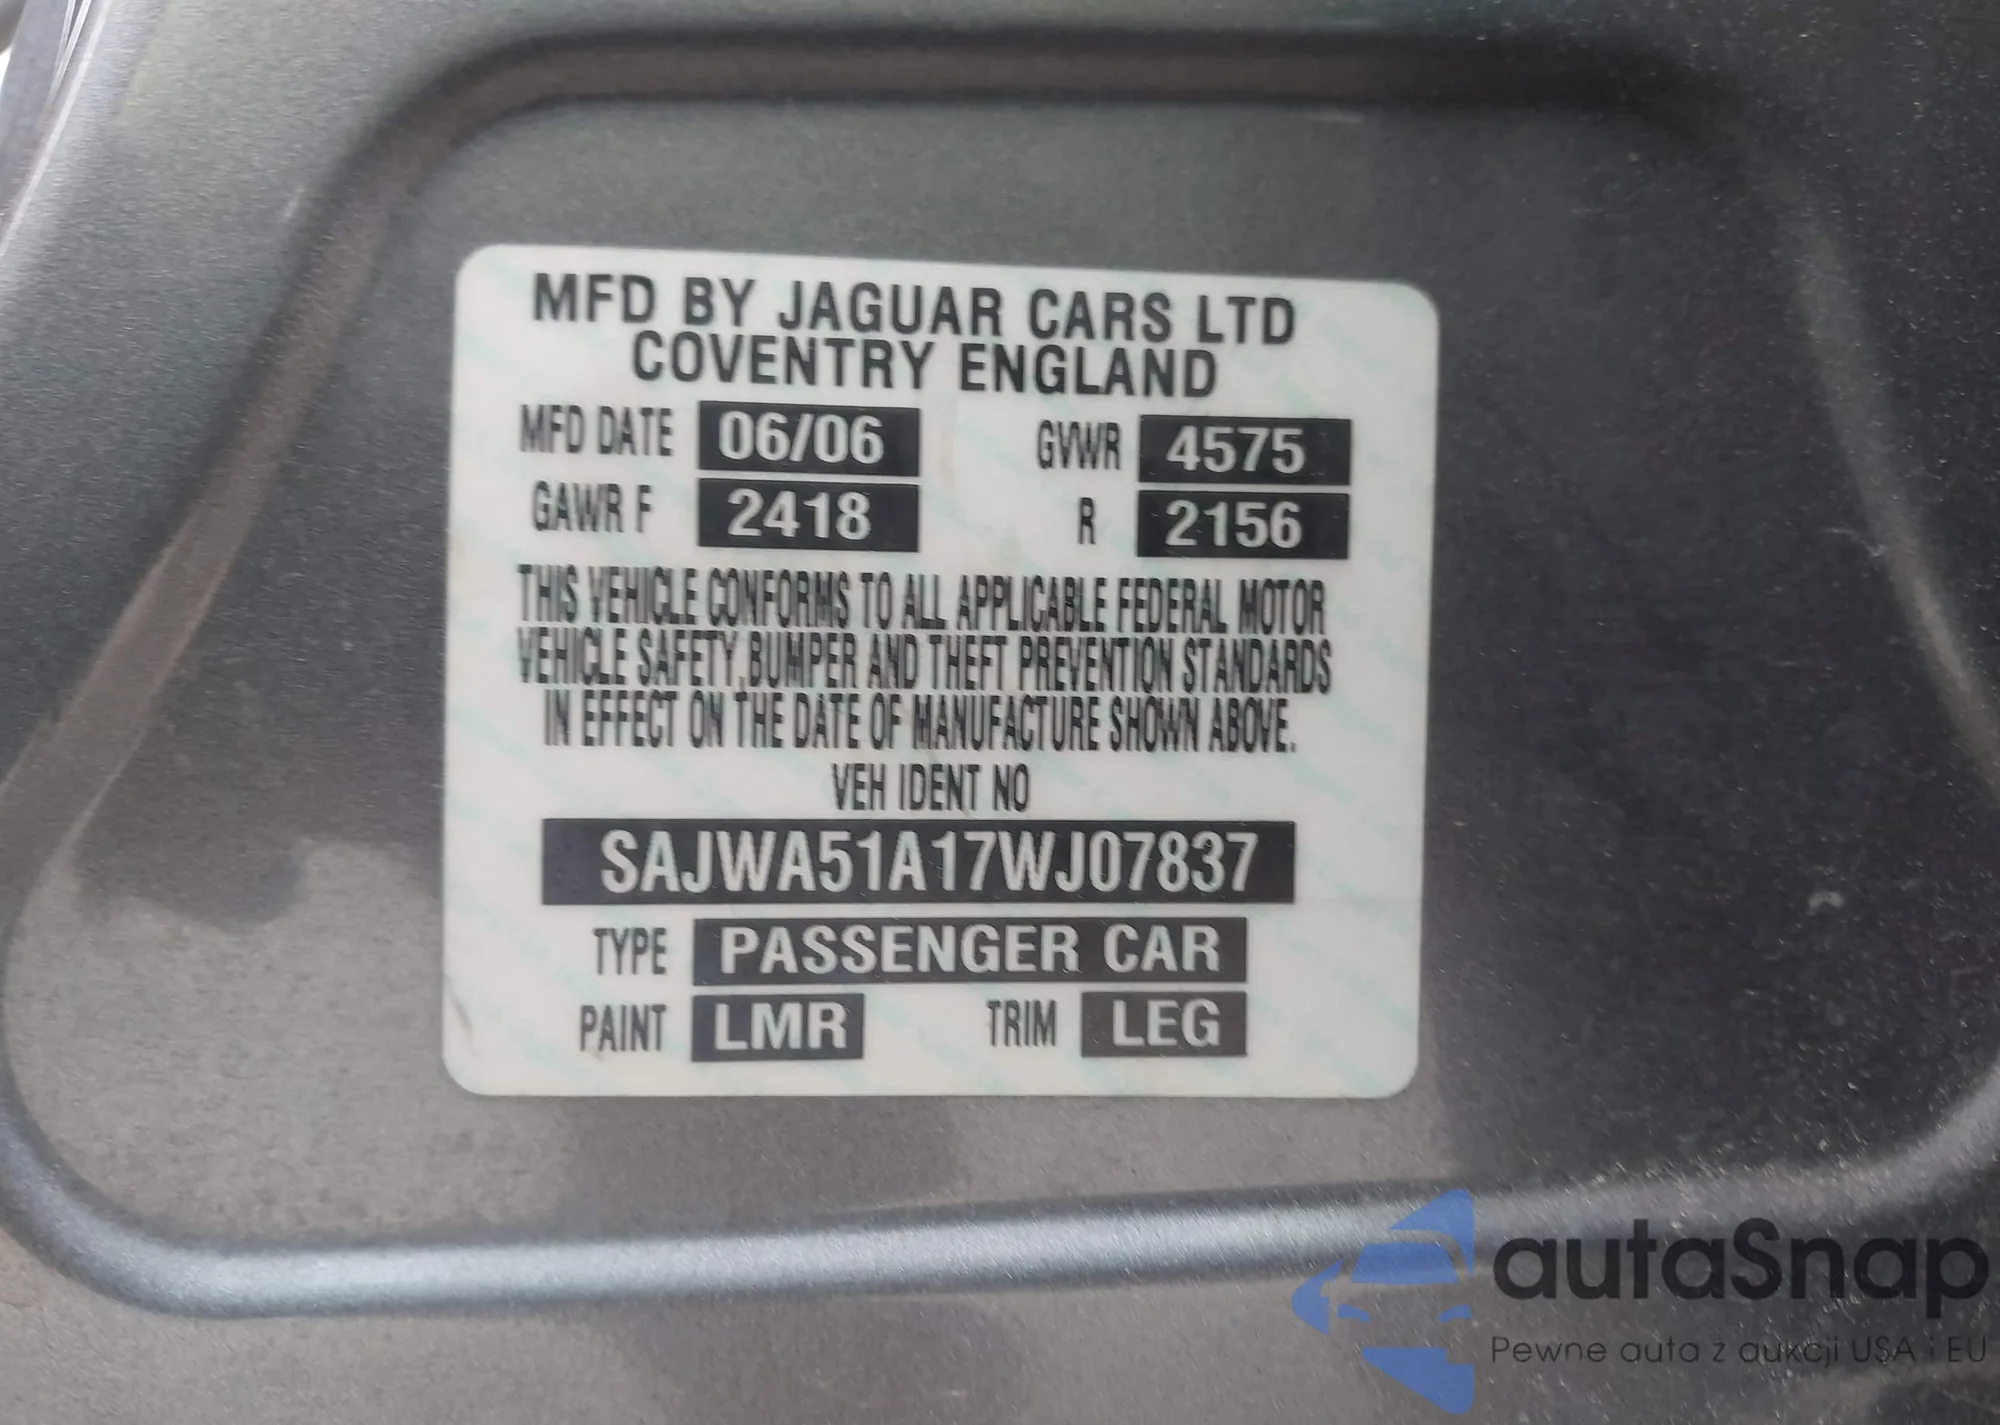 MFD BY JAGUAR CARS LTD
COVENTRY ENGLAND
MFD DATE 06/06 GVWR 4575
GAWR F 2418 R 2156
THIS VEHICLE CONFORMS TO ALL APPLICABLE FEDERAL MOTOR
VEHICLE SAFETY,BUMPER AND THEFT PREVENTION STANDARDS
IN EFFECT ON THE DATE OF MANUFACTURE SHOWN ABOVE.
VEH IDENT NO
SAJWA51A17WJ07837
TYPE PASSENGER CAR
PAINT LMR TRIM LEG
autaSnap
Pewne auta z aukcji USA i EU